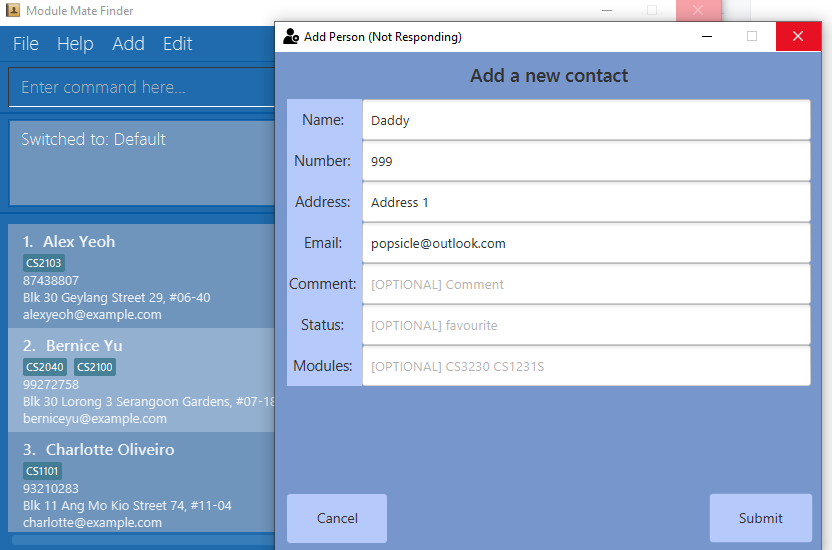 Module Mate Finder
File Help Add Edit
Enter command here...
Switched to: Default
1. Alex Yeoh
CS2103
87438807
Blk 30 Geylang Street 29, #06-40
alexyeoh@example.com
2. Bernice Yu
CS2040 CS2100
99272758
Blk 30 Lorong 3 Serangoon Gardens, #07-18
berniceyu@example.com
3. Charlotte Oliveiro
CS1101
93210283
Blk 11 Ang Mo Kio Street 74, #11-04
charlotte@example.com
Add Person (Not Responding)
Add a new contact
Name: Daddy
Number: 999
Address: Address 1
Email: popsicle@outlook.com
Comment: [OPTIONAL] Comment
Status: [OPTIONAL] favourite
Modules: [OPTIONAL] CS3230 CS1231S
Cancel Submit